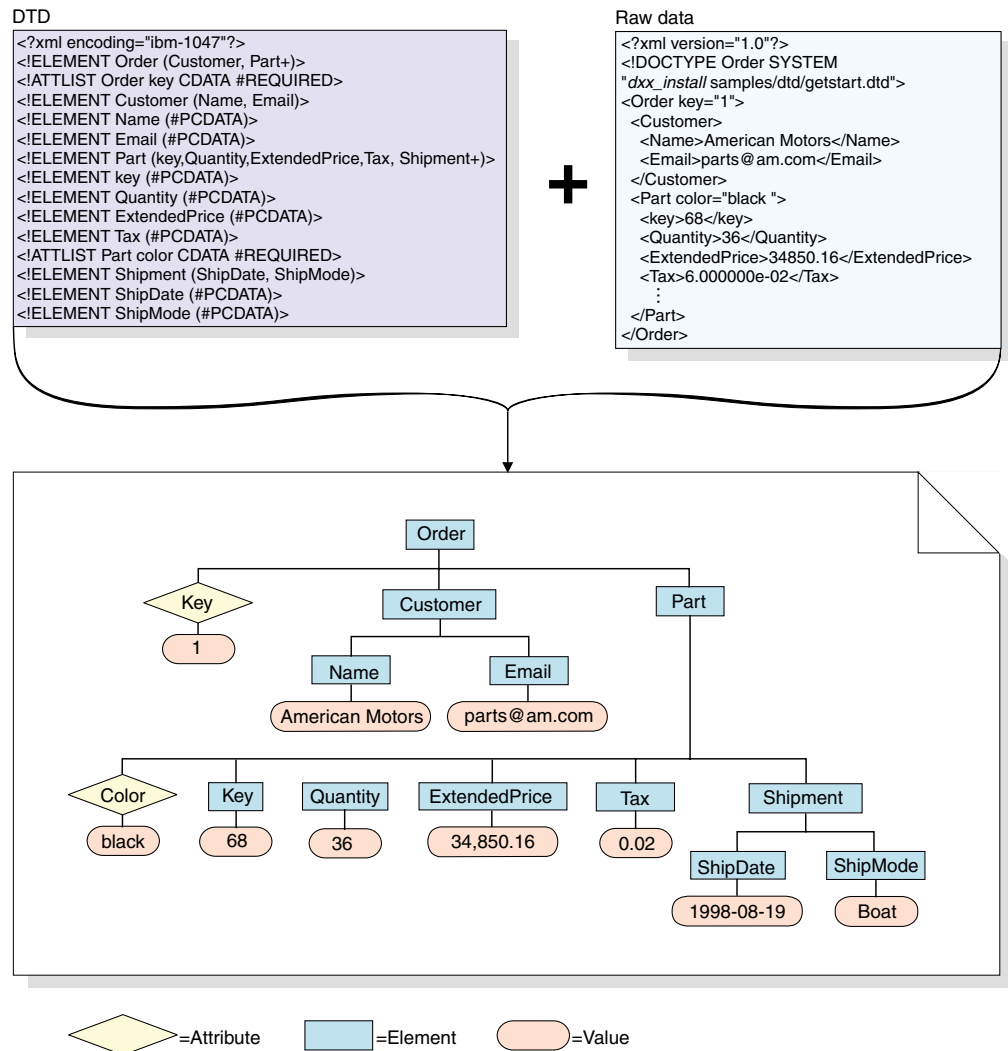 DTD
<?xml encoding="ibm-1047"?>
<!ELEMENT Order (Customer, Part+)>
<!ATTLIST Order key CDATA #REQUIRED>
<!ELEMENT Customer (Name, Email)>
<!ELEMENT Name (#PCDATA)>
<!ELEMENT Email (#PCDATA)>
<!ELEMENT Part (key,Quantity,ExtendedPrice,Tax, Shipment+)>
<!ELEMENT key (#PCDATA)>
<!ELEMENT Quantity (#PCDATA)>
<!ELEMENT ExtendedPrice (#PCDATA)>
<!ELEMENT Tax (#PCDATA)>
<!ATTLIST Part color CDATA #REQUIRED>
<!ELEMENT Shipment (ShipDate, ShipMode)>
<!ELEMENT ShipDate (#PCDATA)>
<!ELEMENT ShipMode (#PCDATA)>
+
Raw data
<?xml version="1.0"?>
<!DOCTYPE Order SYSTEM
"dxx_install samples/dtd/getstart.dtd">
<Order key="1">
<Customer>
<Name>American Motors</Name>
<Email>parts@am.com</Email>
</Customer>
<Part color="black ">
<key>68</key>
<Quantity>36</Quantity>
<ExtendedPrice>34850.16</ExtendedPrice>
<Tax>6.000000e-02</Tax>
⋮
</Part>
</Order>
Order
Key
Customer
Part
1
Name
Email
American Motors
parts@am.com
Color
Key
Quantity
ExtendedPrice
Tax
Shipment
black
68
36
34,850.16
0.02
ShipDate
ShipMode
1998-08-19
Boat
=Attribute
=Element
=Value